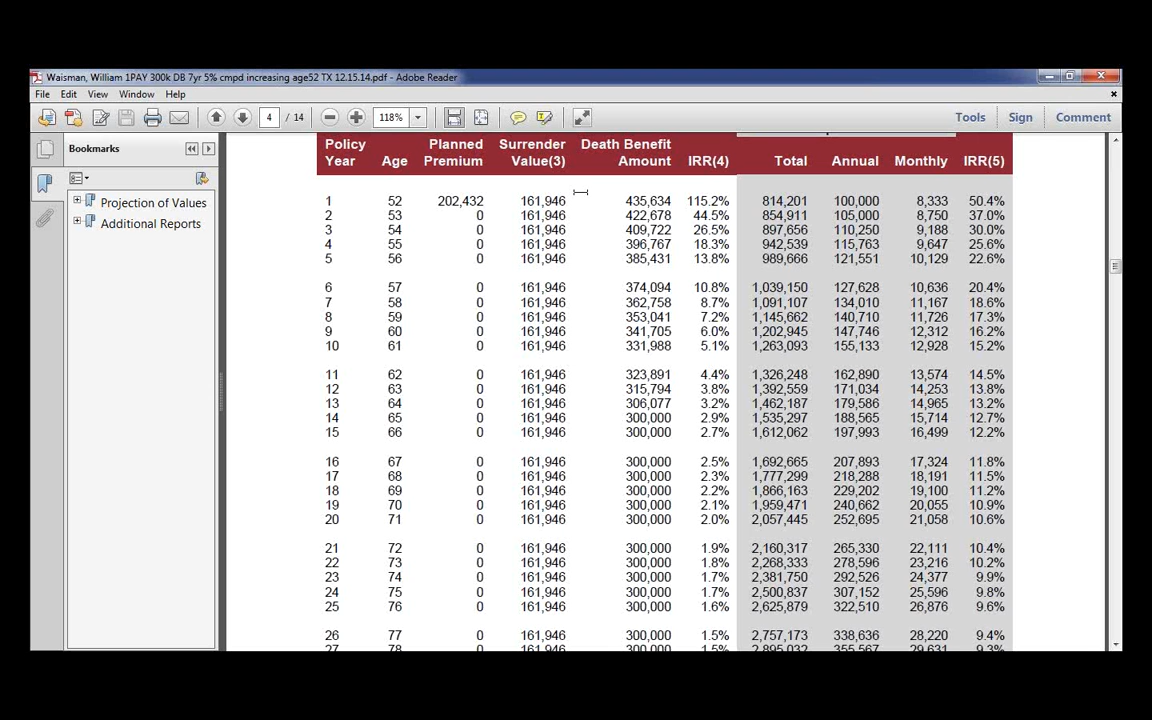 Waisman, William 1PAY 300k DB 7yr 5% cmpd increasing age52 TX 12.15.14.pdf - Adobe Reader
File Edit View Window Help
4 / 14 118% Tools Sign Comment
Bookmarks
Projection of Values
Additional Reports
Policy Planned Surrender Death Benefit
Year Age Premium Value(3) Amount IRR(4) Total Annual Monthly IRR(5)
1 52 202,432 161,946 435,634 115.2% 814,201 100,000 8,333 50.4%
2 53 0 161,946 422,678 44.5% 854,911 105,000 8,750 37.0%
3 54 0 161,946 409,722 26.5% 897,656 110,250 9,188 30.0%
4 55 0 161,946 396,767 18.3% 942,539 115,763 9,647 25.6%
5 56 0 161,946 385,431 13.8% 989,666 121,551 10,129 22.6%
6 57 0 161,946 374,094 10.8% 1,039,150 127,628 10,636 20.4%
7 58 0 161,946 362,758 8.7% 1,091,107 134,010 11,167 18.6%
8 59 0 161,946 353,041 7.2% 1,145,662 140,710 11,726 17.3%
9 60 0 161,946 341,705 6.0% 1,202,945 147,746 12,312 16.2%
10 61 0 161,946 331,988 5.1% 1,263,093 155,133 12,928 15.2%
11 62 0 161,946 323,891 4.4% 1,326,248 162,890 13,574 14.5%
12 63 0 161,946 315,794 3.8% 1,392,559 171,034 14,253 13.8%
13 64 0 161,946 306,077 3.2% 1,462,187 179,586 14,965 13.2%
14 65 0 161,946 300,000 2.9% 1,535,297 188,565 15,714 12.7%
15 66 0 161,946 300,000 2.7% 1,612,062 197,993 16,499 12.2%
16 67 0 161,946 300,000 2.5% 1,692,665 207,893 17,324 11.8%
17 68 0 161,946 300,000 2.3% 1,777,299 218,288 18,191 11.5%
18 69 0 161,946 300,000 2.2% 1,866,163 229,202 19,100 11.2%
19 70 0 161,946 300,000 2.1% 1,959,471 240,662 20,055 10.9%
20 71 0 161,946 300,000 2.0% 2,057,445 252,695 21,058 10.6%
21 72 0 161,946 300,000 1.9% 2,160,317 265,330 22,111 10.4%
22 73 0 161,946 300,000 1.8% 2,268,333 278,596 23,216 10.2%
23 74 0 161,946 300,000 1.7% 2,381,750 292,526 24,377 9.9%
24 75 0 161,946 300,000 1.7% 2,500,837 307,152 25,596 9.8%
25 76 0 161,946 300,000 1.6% 2,625,879 322,510 26,876 9.6%
26 77 0 161,946 300,000 1.5% 2,757,173 338,636 28,220 9.4%
27 78 0 161,946 300,000 1.5% 2,895,032 355,567 29,631 9.3%